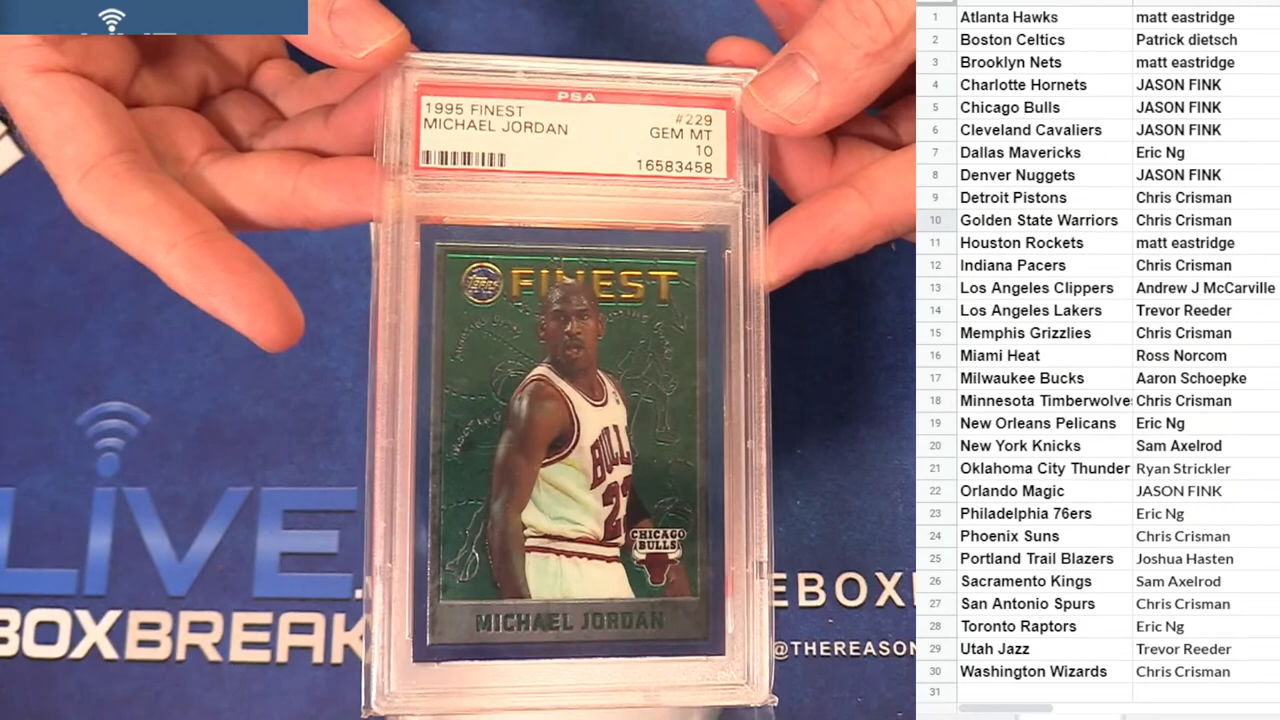 PSA
1995 FINEST #229
MICHAEL JORDAN GEM MT
10
16583458
TOPPS FINEST
BULLS
23
CHICAGO
BULLS
MICHAEL JORDAN
LIVE
BOXBREAK
EBOX
@THEREASON
1 Atlanta Hawks matt eastridge
2 Boston Celtics Patrick dietsch
3 Brooklyn Nets matt eastridge
4 Charlotte Hornets JASON FINK
5 Chicago Bulls JASON FINK
6 Cleveland Cavaliers JASON FINK
7 Dallas Mavericks Eric Ng
8 Denver Nuggets JASON FINK
9 Detroit Pistons Chris Crisman
10 Golden State Warriors Chris Crisman
11 Houston Rockets matt eastridge
12 Indiana Pacers Chris Crisman
13 Los Angeles Clippers Andrew J McCarville
14 Los Angeles Lakers Trevor Reeder
15 Memphis Grizzlies Chris Crisman
16 Miami Heat Ross Norcom
17 Milwaukee Bucks Aaron Schoepke
18 Minnesota Timberwolve Chris Crisman
19 New Orleans Pelicans Eric Ng
20 New York Knicks Sam Axelrod
21 Oklahoma City Thunder Ryan Strickler
22 Orlando Magic JASON FINK
23 Philadelphia 76ers Eric Ng
24 Phoenix Suns Chris Crisman
25 Portland Trail Blazers Joshua Hasten
26 Sacramento Kings Sam Axelrod
27 San Antonio Spurs Chris Crisman
28 Toronto Raptors Eric Ng
29 Utah Jazz Trevor Reeder
30 Washington Wizards Chris Crisman
31